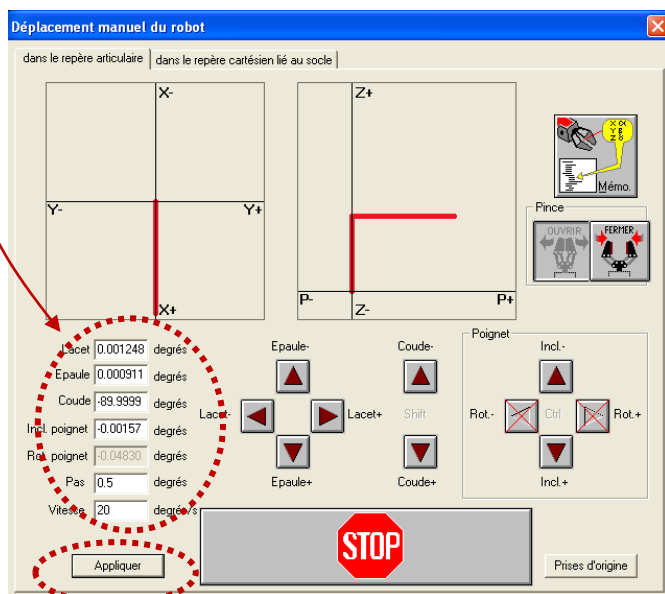 Déplacement manuel du robot
dans le repère articulaire
dans le repère cartésien lié au socle
X-
Y-
Y+
X+
Z+
P-
P+
Z-
X α
Y β
Z δ
Mémo.
Pince
OUVRIR
FERMER
Lacet 0.001248 degrés
Epaule 0.000911 degrés
Coude -89.9999 degrés
Incl. poignet -0.00157 degrés
Rot. poignet -0.04830 degrés
Pas 0.5 degrés
Vitesse 20 degrés/s
Appliquer
Epaule-
Lacet-
Lacet+
Epaule+
Coude-
Shift
Coude+
Poignet
Incl.-
Rot.-
Ctrl
Rot.+
Incl.+
STOP
Prises d'origine